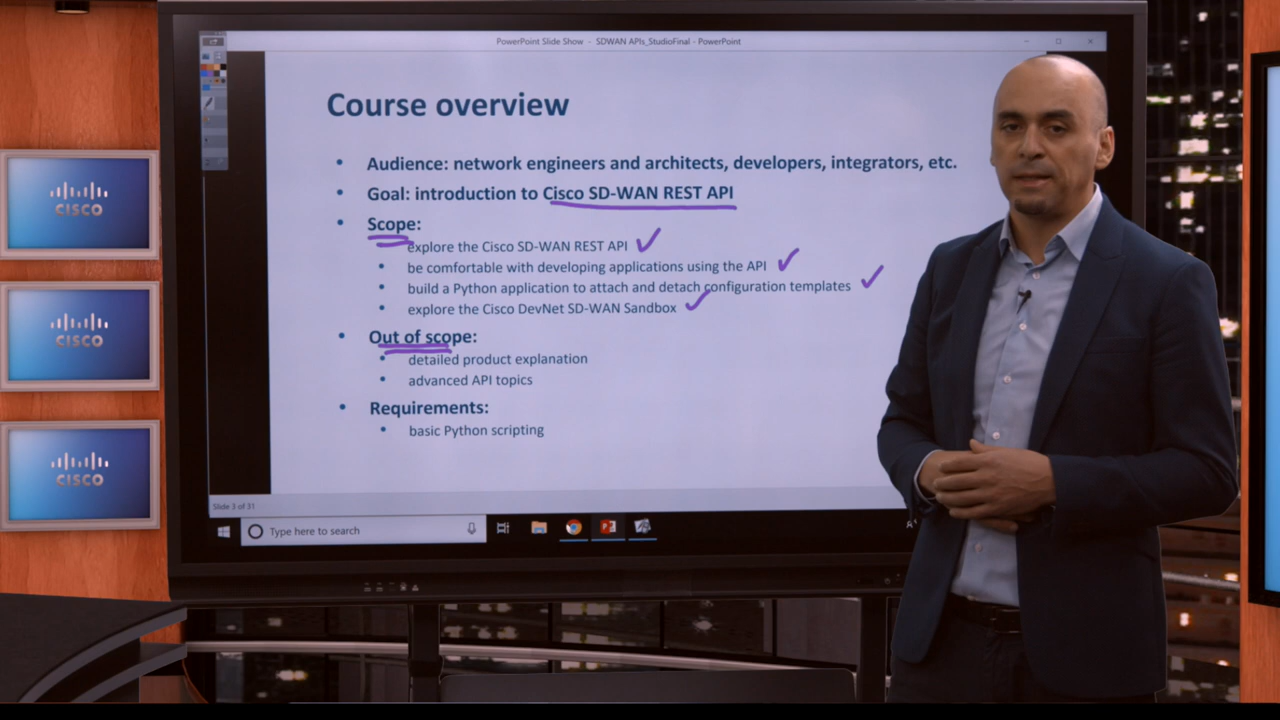 PowerPoint Slide Show - SDWAN APIs_StudioFinal - PowerPoint
Course overview
• Audience: network engineers and architects, developers, integrators, etc.
• Goal: introduction to Cisco SD-WAN REST API
• Scope:
explore the Cisco SD-WAN REST API
• be comfortable with developing applications using the API
• build a Python application to attach and detach configuration templates
• explore the Cisco DevNet SD-WAN Sandbox
• Out of scope:
• detailed product explanation
• advanced API topics
• Requirements:
• basic Python scripting
Slide 3 of 31
Type here to search
CISCO
CISCO
CISCO